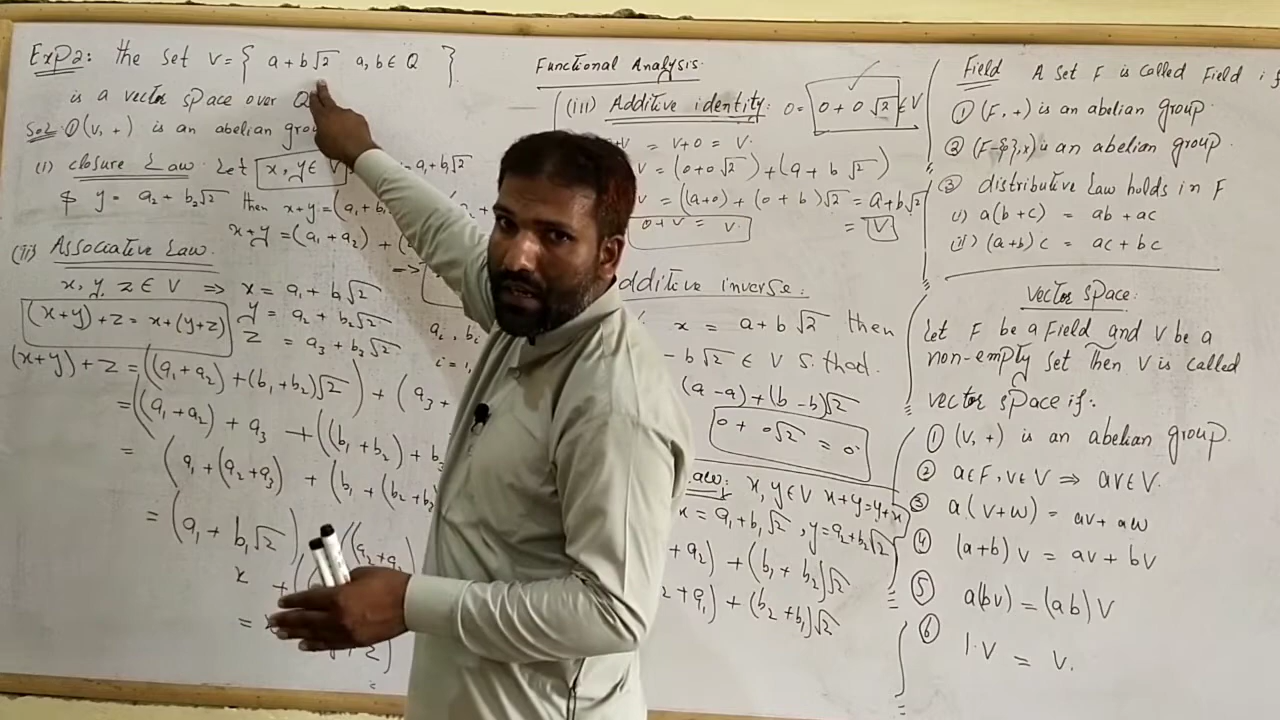 Exp2: the set V = { a + b√2 a, b ∈ Q }
is a vector space over Q
Sol: ① (V, +) is an abelian grou
(i) closure Law. Let x, y ∈ V = a₁ + b₁√2
& y = a₂ + b₂√2 then x+y = (a₁ + b₁
x+y = (a₁ + a₂) + (
(ii) Associative Law.
x, y, z ∈ V ⇒ x = a₁ + b₁√2
y = a₂ + b₂√2
(x+y)+z = x+(y+z) z = a₃ + b₃√2
aᵢ, bᵢ
i = 1,
(x+y)+z = ((a₁+a₂) + (b₁+b₂)√2) + (a₃ +
= ((a₁+a₂) + a₃ + ((b₁+b₂) + b₃
= (a₁+(a₂+a₃) + (b₁+(b₂+b₃
= (a₁ + b₁√2) ((a₂+a₃
x + (
=
Functional Analysis.
(iii) Additive identity: 0 = 0 + 0√2 ∈ V
+V = V+0 = V.
V = (0+0√2) + (a + b√2)
V = ((a+0) + (0+b)√2 = a+b√2
0 + V = V. = V
dditive inverse:
x = a+b√2 then
-b√2 ∈ V S. that.
(a-a)+(b-b)√2
0 + 0√2 = 0
Law: x, y ∈ V x+y = y+x
x = a₁+b₁√2, y = a₂+b₂√2
+ a₂) + (b₁ + b₂)√2
₂ + a₁) + (b₂ + b₁)√2
Field A set F is called Field if
① (F, +) is an abelian group.
② (F-{}, x) is an abelian group.
③ distributive Law holds in F
i) a(b+c) = ab + ac
ii) (a+b)c = ac + bc
Vector space:
Let F be a Field and V be a
non-empty set Then V is called
vector space if:
① (V, +) is an abelian group.
② a∈F, v∈V ⇒ av∈V.
③ a(v+w) = av + aw
④ (a+b)v = av + bv
⑤ a(bv) = (ab)v
⑥ 1.v = v.